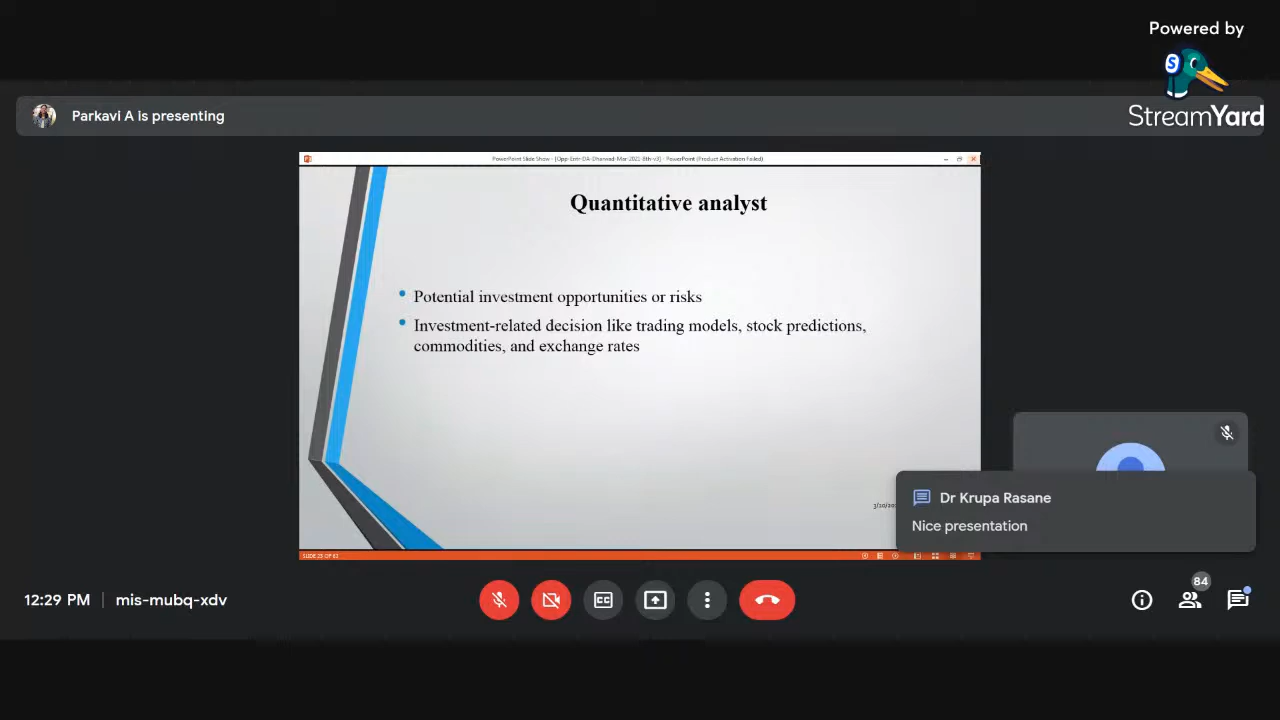 Powered by
S
StreamYard
Parkavi A is presenting
PowerPoint Slide Show - [Opp-Entr-DA-Dharwad-Mar-2021-8th-v3] - PowerPoint (Product Activation Failed)
Quantitative analyst
Potential investment opportunities or risks
Investment-related decision like trading models, stock predictions,
commodities, and exchange rates
Dr Krupa Rasane
Nice presentation
12:29 PM
mis-mubq-xdv
CC
84